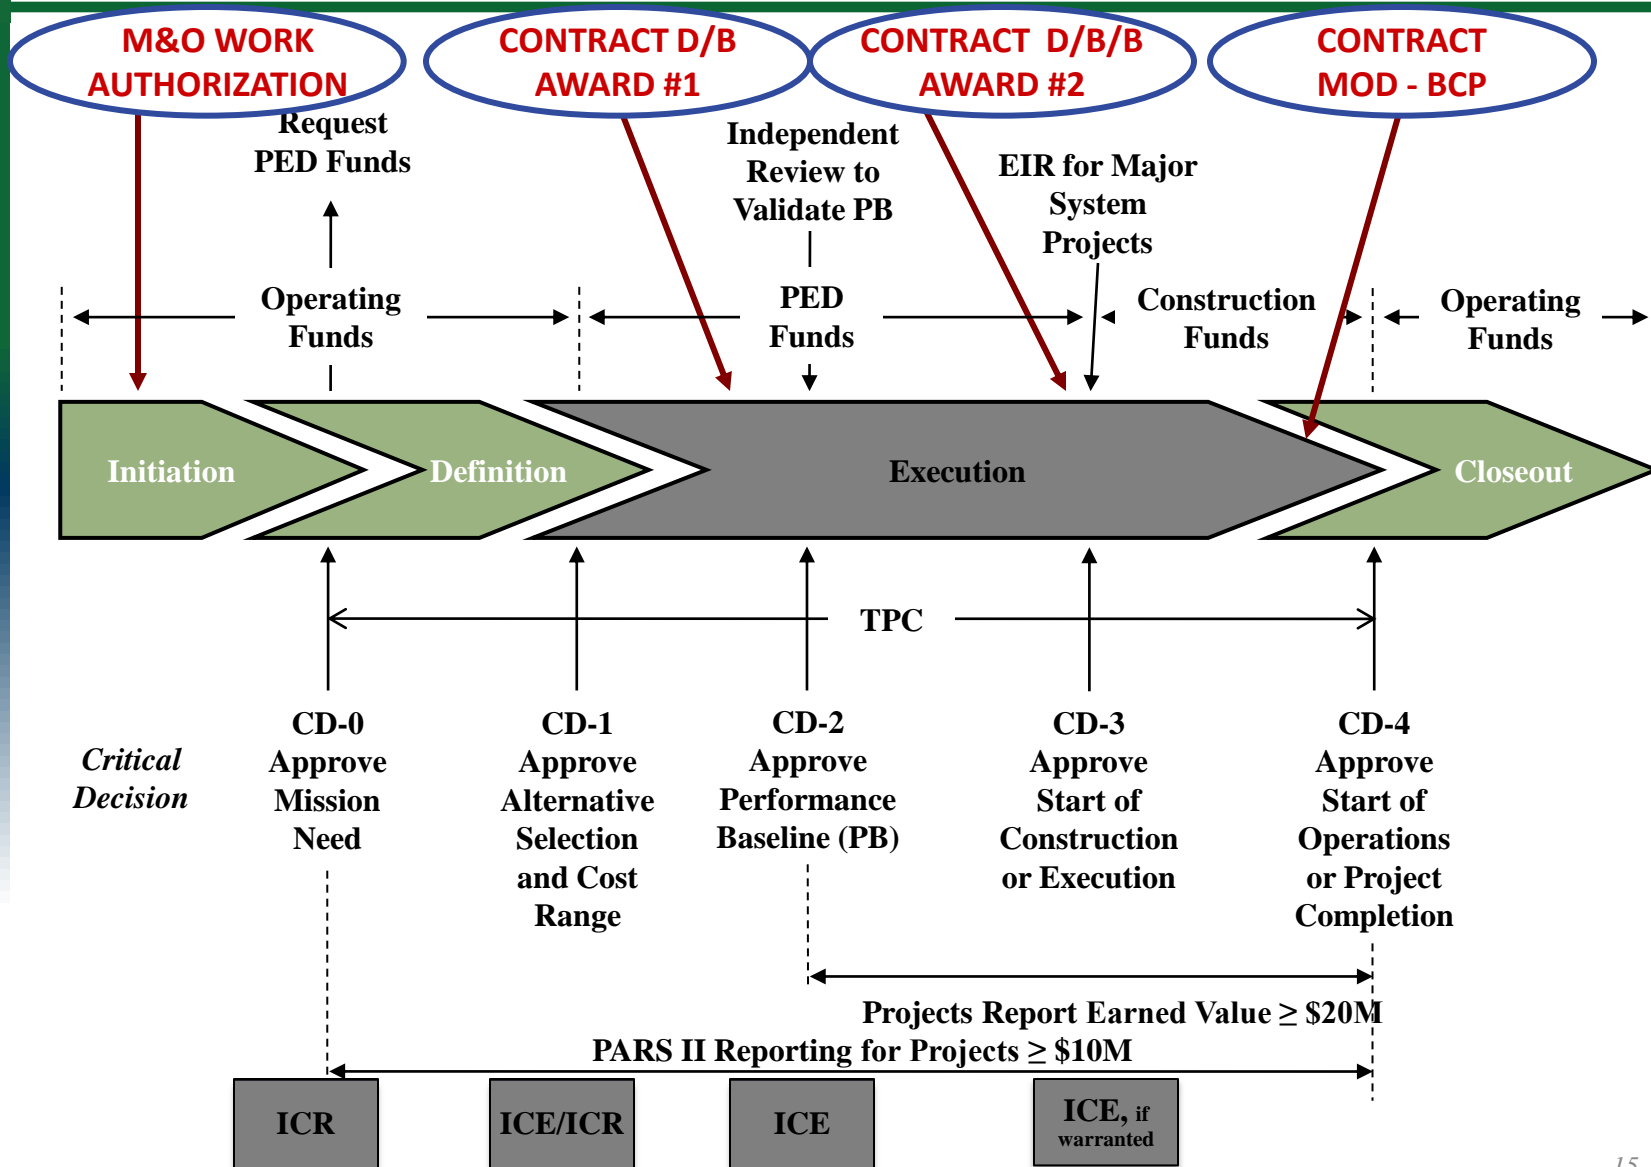 M&O WORK
AUTHORIZATION
CONTRACT D/B
AWARD #1
CONTRACT D/B/B
AWARD #2
CONTRACT
MOD - BCP
Request
PED Funds
Independent
Review to
Validate PB
EIR for Major
System
Projects
Operating
Funds
PED
Funds
Construction
Funds
Operating
Funds
Initiation
Definition
Execution
Closeout
TPC
Critical
Decision
CD-0
Approve
Mission
Need
CD-1
Approve
Alternative
Selection
and Cost
Range
CD-2
Approve
Performance
Baseline (PB)
CD-3
Approve
Start of
Construction
or Execution
CD-4
Approve
Start of
Operations
or Project
Completion
Projects Report Earned Value ≥ $20M
PARS II Reporting for Projects ≥ $10M
ICR
ICE/ICR
ICE
ICE, if
warranted
15